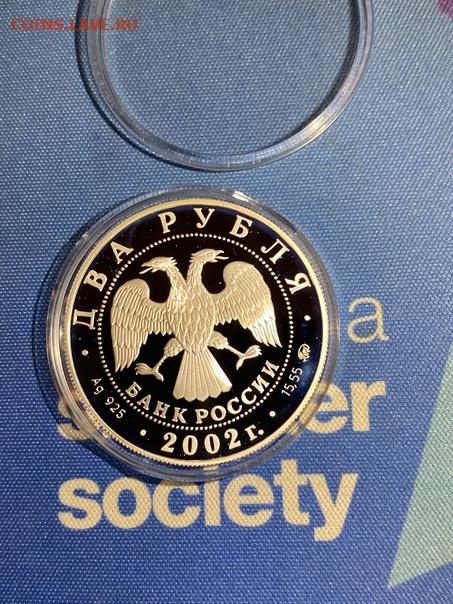 COINS.LAVE.RU
ДВА РУБЛЯ
БАНК РОССИИ
Ag 925
15,55
2002 г.
a
society